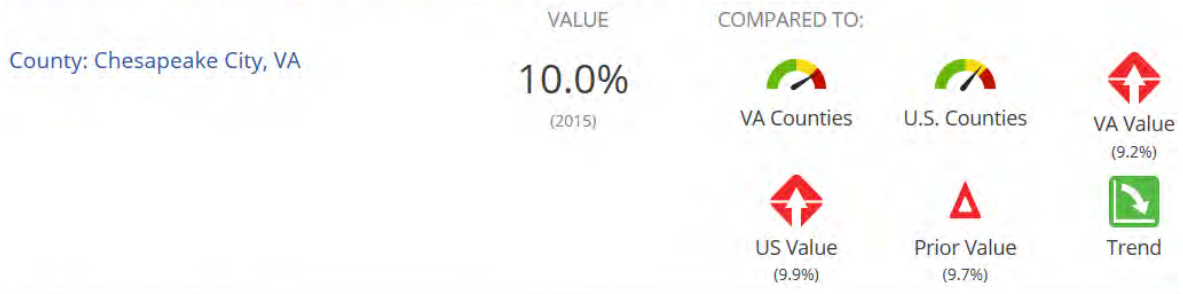 VALUE
COMPARED TO:
County: Chesapeake City, VA
10.0%
(2015)
VA Counties
U.S. Counties
VA Value
(9.2%)
US Value
(9.9%)
Prior Value
(9.7%)
Trend